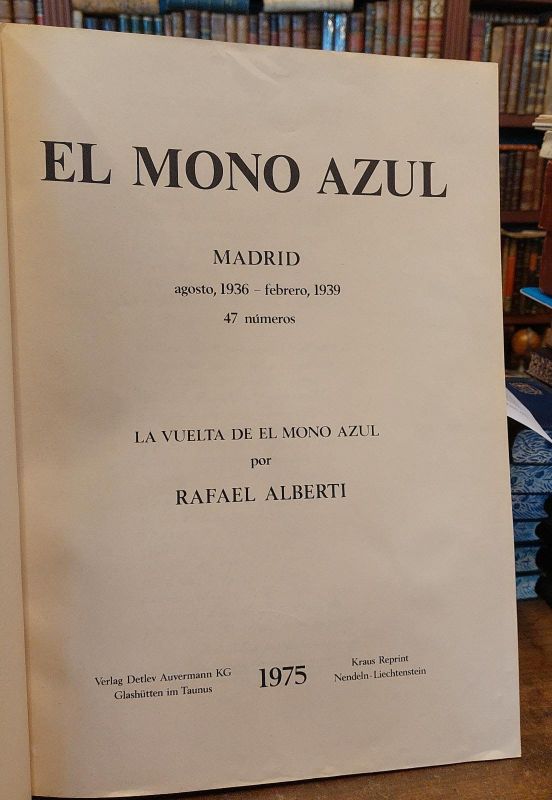 EL MONO AZUL
MADRID
agosto, 1936 – febrero, 1939
47 números
LA VUELTA DE EL MONO AZUL
por
RAFAEL ALBERTI
Verlag Detlev Auvermann KG
Glashütten im Taunus
1975
Kraus Reprint
Nendeln-Liechtenstein